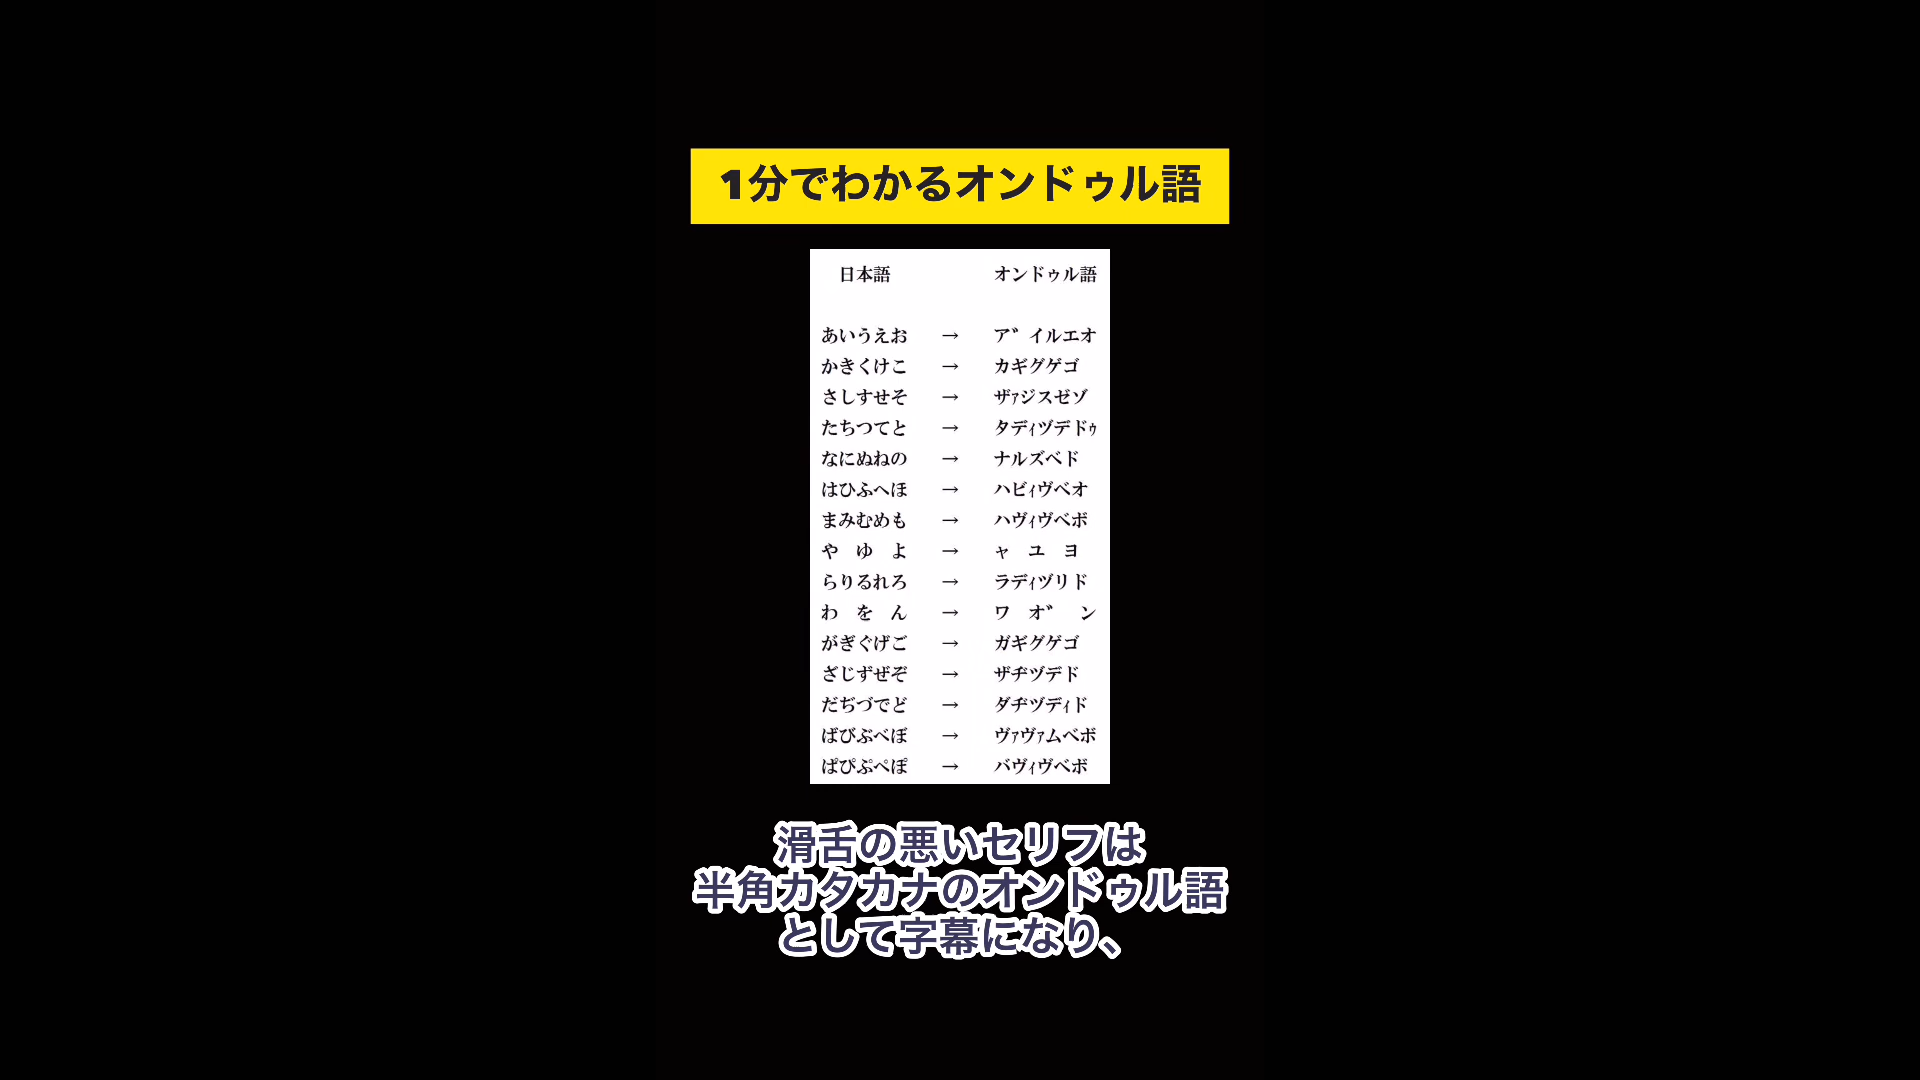 1分でわかるオンドゥル語
日本語　　オンドゥル語
あいうえお → ア゛イルエオ
かきくけこ → カギグゲゴ
さしすせそ → ザァジスゼゾ
たちつてと → タディヅデドゥ
なにぬねの → ナルズベド
はひふへほ → ハビィヴベオ
まみむめも → ハヴィヴベボ
や　ゆ　よ → ャ　ユ　ヨ
らりるれろ → ラディヅリド
わ　を　ん → ワ　オ゛　ン
がぎぐげご → ガギグゲゴ
ざじずぜぞ → ザヂヅデド
だぢづでど → ダヂヅディド
ばびぶべぼ → ヴァヴァムベボ
ぱぴぷぺぽ → バヴィヴベボ
滑舌の悪いセリフは
半角カタカナのオンドゥル語
として字幕になり、